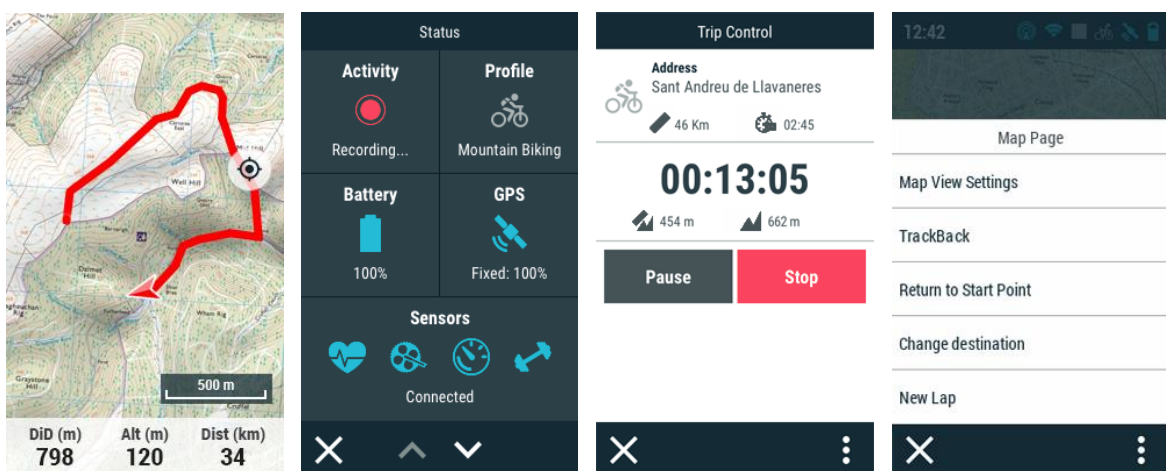 Well Hill
500 m
DiD (m) Alt (m) Dist (km)
798 120 34
Status
Activity Profile
Recording... Mountain Biking
Battery GPS
100% Fixed: 100%
Sensors
Connected
Trip Control
Address
Sant Andreu de Llavaneres
46 Km 02:45
00:13:05
454 m 662 m
Pause Stop
12:42
Map Page
Map View Settings
TrackBack
Return to Start Point
Change destination
New Lap